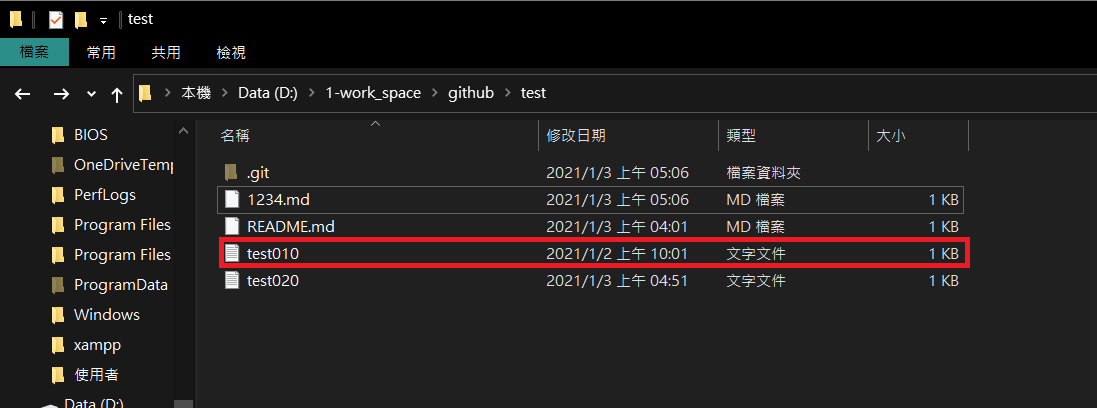 test
檔案 常用 共用 檢視
本機 Data (D:) 1-work_space github test
名稱 修改日期 類型 大小
BIOS
OneDriveTemp
PerfLogs
Program Files
Program Files
ProgramData
Windows
xampp
使用者
Data (D:)
.git 2021/1/3 上午 05:06 檔案資料夾
1234.md 2021/1/3 上午 05:06 MD 檔案 1 KB
README.md 2021/1/3 上午 04:01 MD 檔案 1 KB
test010 2021/1/2 上午 10:01 文字文件 1 KB
test020 2021/1/3 上午 04:51 文字文件 1 KB